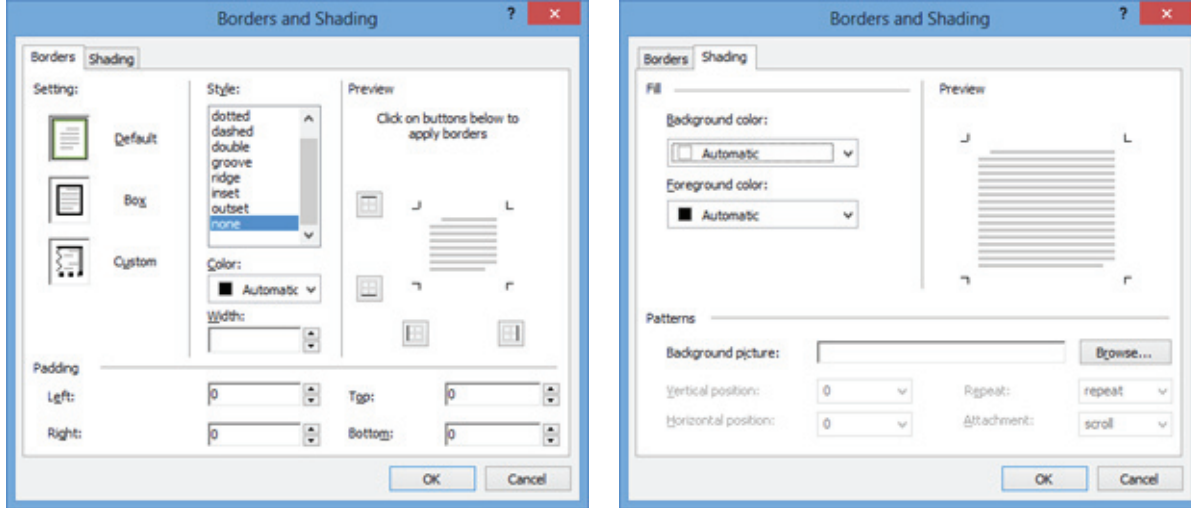 Borders and Shading ?
Borders Shading
Setting:
Default
Box
Custom
Style:
dotted
dashed
double
groove
ridge
inset
outset
none
Color:
Automatic
Width:
Preview
Click on buttons below to
apply borders
Padding
Left: 0 Top: 0
Right: 0 Bottom: 0
OK Cancel
Borders and Shading ?
Borders Shading
Fill
Background color:
Automatic
Foreground color:
Automatic
Preview
Patterns
Background picture: Browse...
Vertical position: 0 Repeat: repeat
Horizontal position: 0 Attachment: scroll
OK Cancel